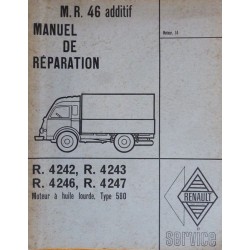 M.R. 46 additif
MANUEL
DE
RÉPARATION
R. 4242, R. 4243
R. 4246, R. 4247
Moteur à huile lourde, Type 580
RENAULT
service